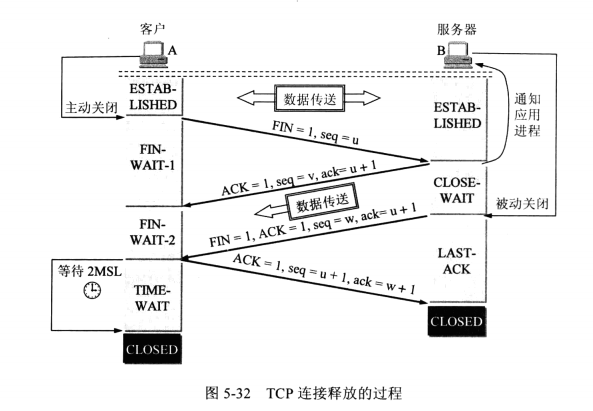 客户
A
服务器
B
主动关闭
ESTAB-
LISHED
数据传送
ESTAB-
LISHED
通知
应用
进程
FIN = 1, seq = u
FIN-
WAIT-1
ACK = 1, seq = v, ack= u + 1
CLOSE-
WAIT
数据传送
被动关闭
FIN-
WAIT-2
FIN = 1, ACK = 1, seq = w, ack= u + 1
LAST-
ACK
等待 2MSL
ACK = 1, seq = u + 1, ack = w + 1
TIME-
WAIT
CLOSED
CLOSED
图 5-32 TCP 连接释放的过程